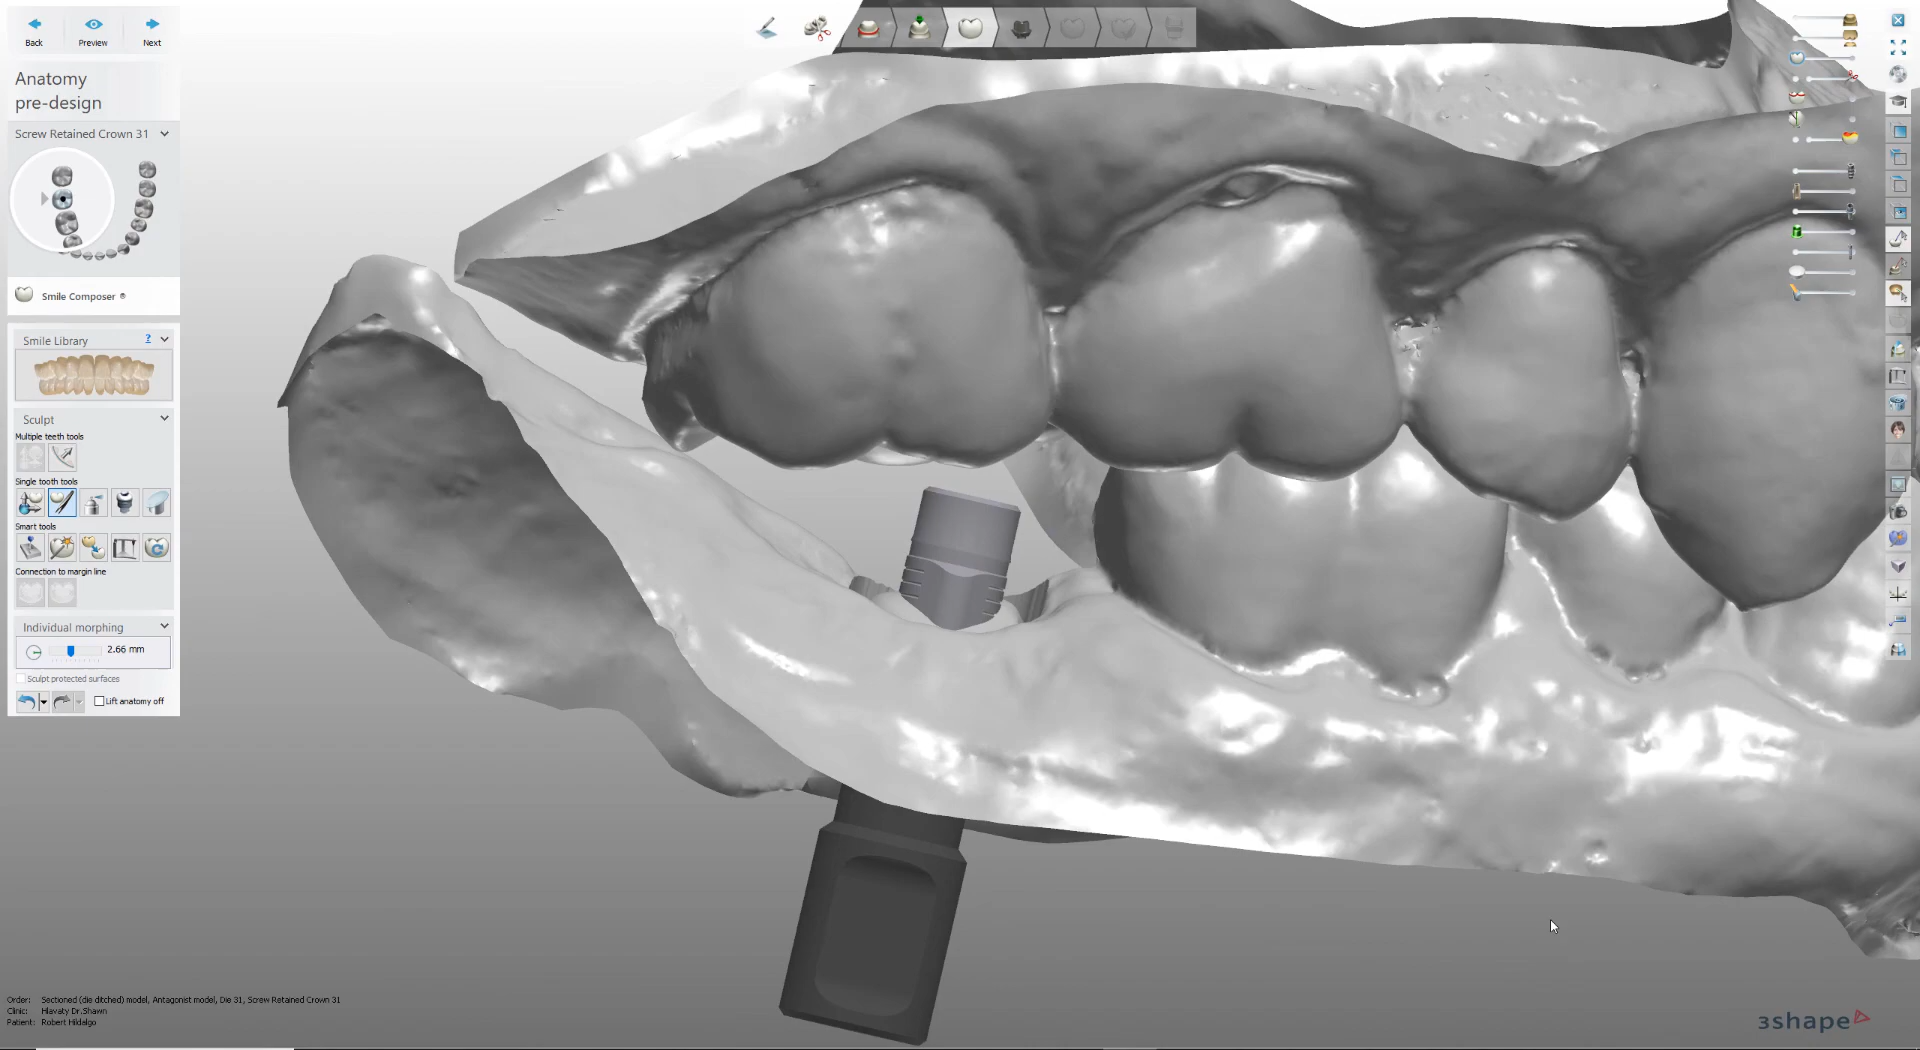 Back
Preview
Next
Anatomy
pre-design
Screw Retained Crown 31
Smile Composer ®
Smile Library
?
Sculpt
Multiple teeth tools
Single tooth tools
Smart tools
Connection to margin line
Individual morphing
2.66 mm
Sculpt protected surfaces
Lift anatomy off
Order: Sectioned (die ditched) model, Antagonist model, Die 31, Screw Retained Crown 31
Clinic: Hlavaty Dr.Shawn
Patient: Robert Hidalgo
3shape